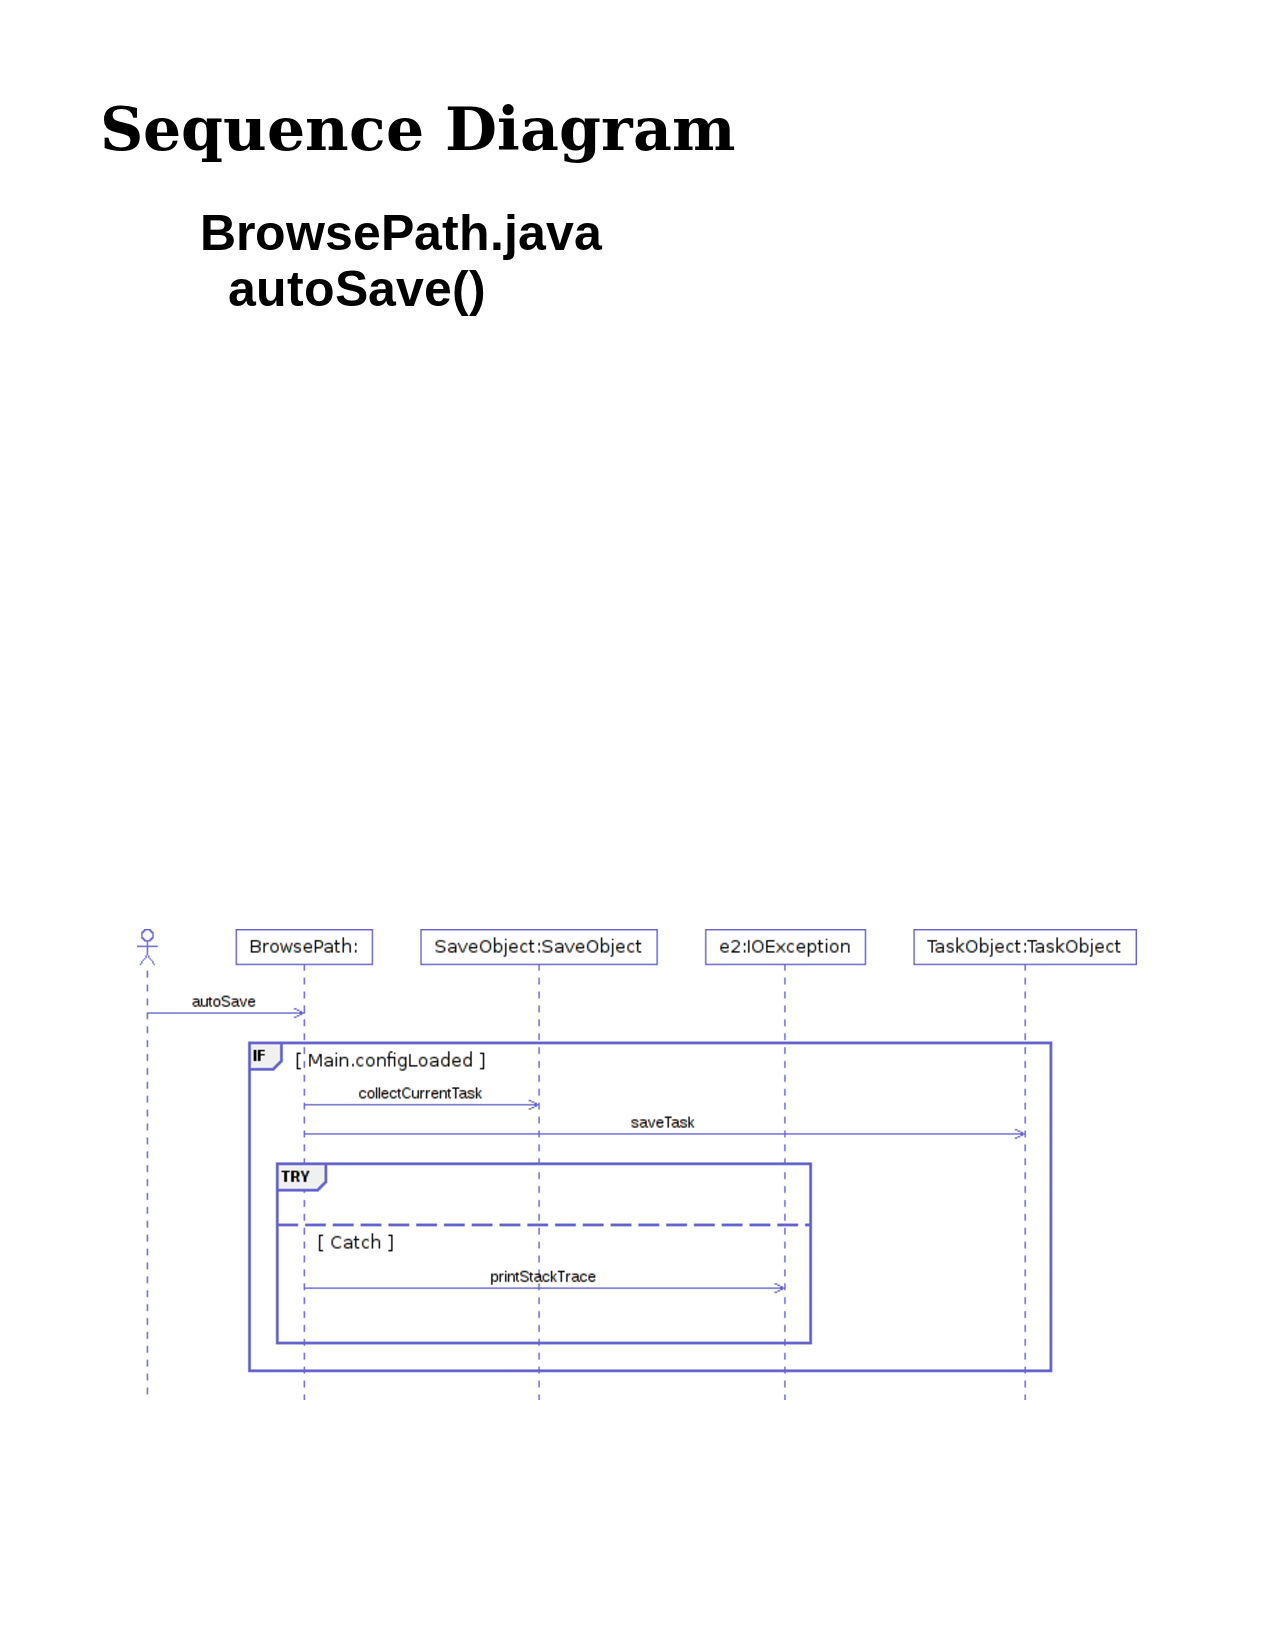 Sequence Diagram
BrowsePath.java
autoSave()
BrowsePath: SaveObject:SaveObject e2:IOException TaskObject:TaskObject
autoSave
IF [ Main.configLoaded ]
collectCurrentTask
saveTask
TRY
[ Catch ]
printStackTrace